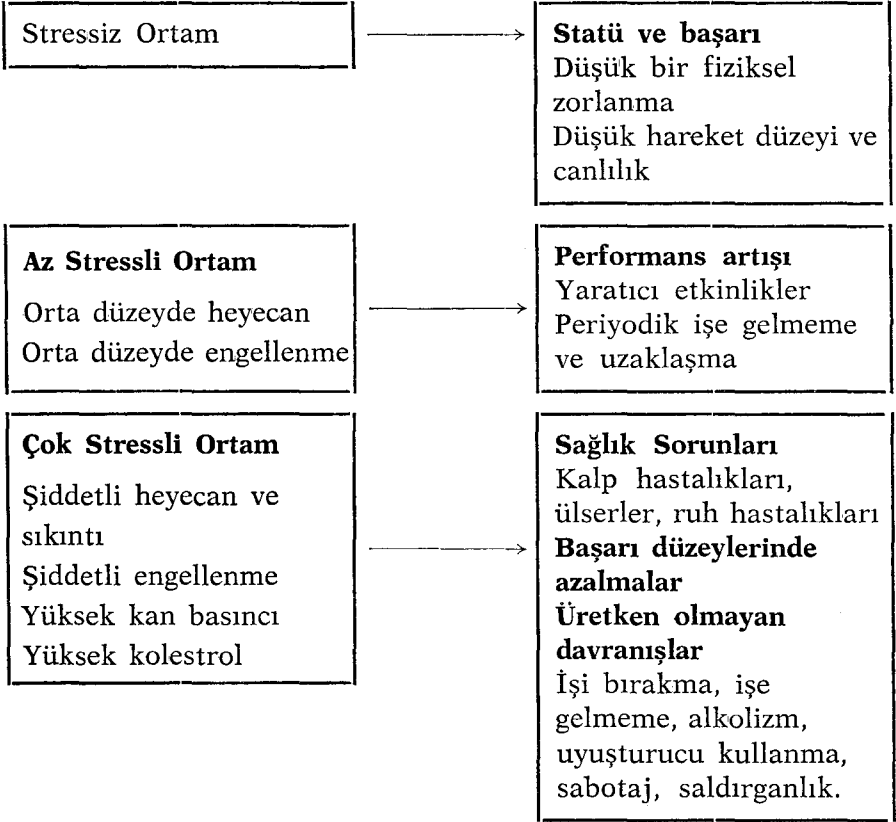 Stressiz Ortam
Statü ve başarı
Düşük bir fiziksel
zorlanma
Düşük hareket düzeyi ve
canlılık
Az Stressli Ortam
Orta düzeyde heyecan
Orta düzeyde engellenme
Performans artışı
Yaratıcı etkinlikler
Periyodik işe gelmeme
ve uzaklaşma
Çok Stressli Ortam
Şiddetli heyecan ve
sıkıntı
Şiddetli engellenme
Yüksek kan basıncı
Yüksek kolestrol
Sağlık Sorunları
Kalp hastalıkları,
ülserler, ruh hastalıkları
Başarı düzeylerinde
azalmalar
Üretken olmayan
davranışlar
İşi bırakma, işe
gelmeme, alkolizm,
uyuşturucu kullanma,
sabotaj, saldırganlık.